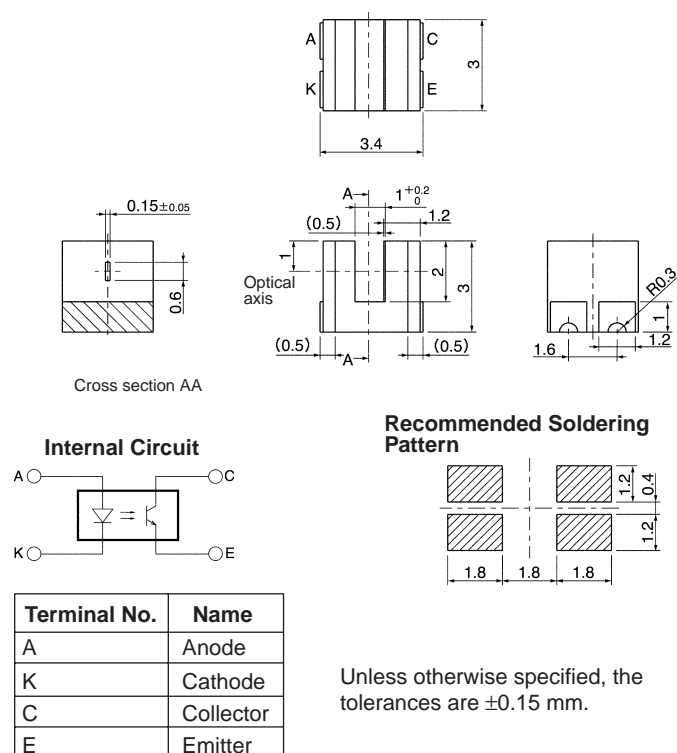 A
C
3
K
E
3.4
0.15±0.05
A
1 +0.2 0
(0.5)
1.2
1
Optical
axis
2
3
R0.3
0.6
1
(0.5)
A
(0.5)
1.6
1.2
Cross section AA
Internal Circuit
Recommended Soldering
Pattern
A
C
K
E
1.2
0.4
1.2
1.8
1.8
1.8
Terminal No. Name
A Anode
K Cathode
C Collector
E Emitter
Unless otherwise specified, the
tolerances are ±0.15 mm.